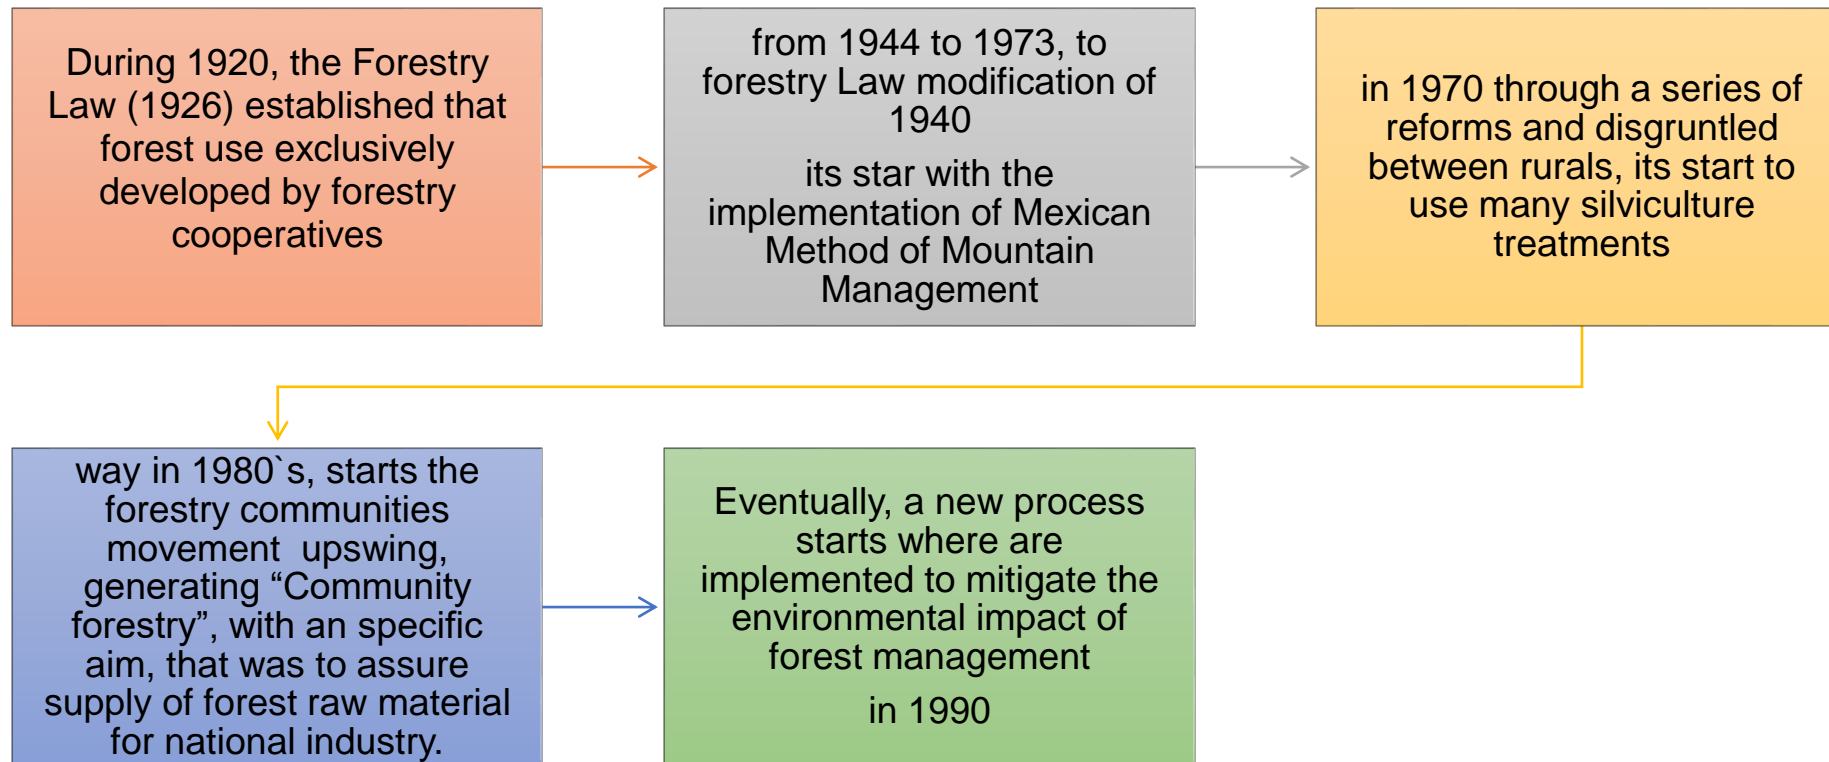 During 1920, the Forestry
Law (1926) established that
forest use exclusively
developed by forestry
cooperatives
from 1944 to 1973, to
forestry Law modification of
1940
its star with the
implementation of Mexican
Method of Mountain
Management
in 1970 through a series of
reforms and disgruntled
between rurals, its start to
use many silviculture
treatments
way in 1980`s, starts the
forestry communities
movement  upswing,
generating “Community
forestry”, with an specific
aim, that was to assure
supply of forest raw material
for national industry.
Eventually, a new process
starts where are
implemented to mitigate the
environmental impact of
forest management
in 1990